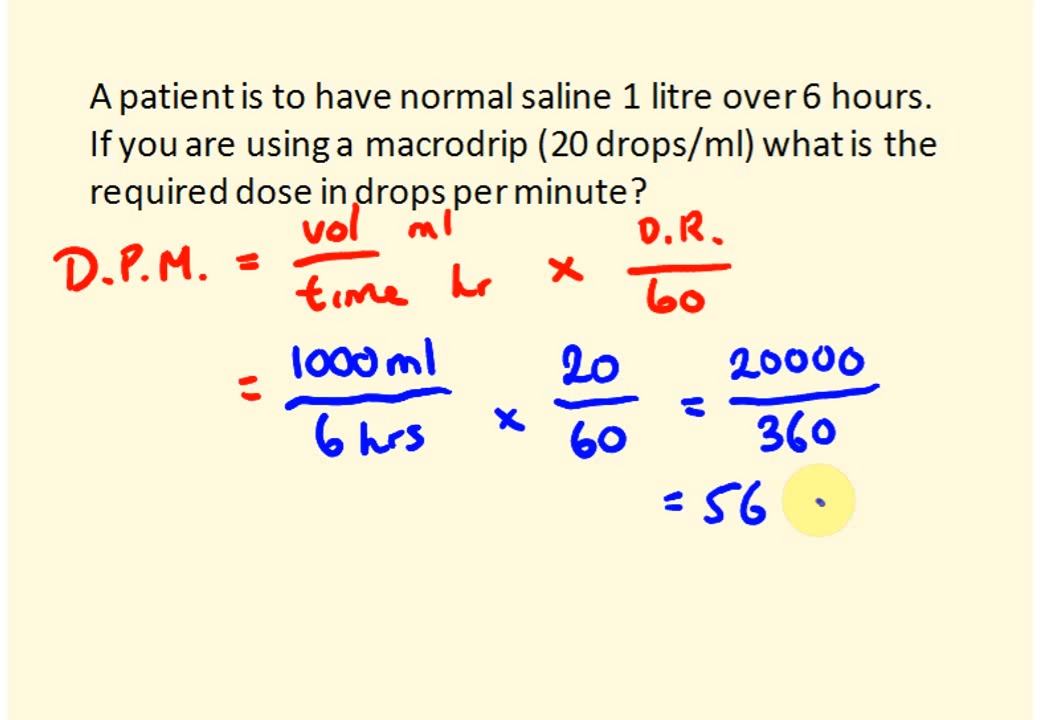 A patient is to have normal saline 1 litre over 6 hours.
If you are using a macrodrip (20 drops/ml) what is the
required dose in drops per minute?
D.P.M. = vol ml / time hr × D.R. / 60
= 1000 ml / 6 hrs × 20 / 60 = 20000 / 360
= 56